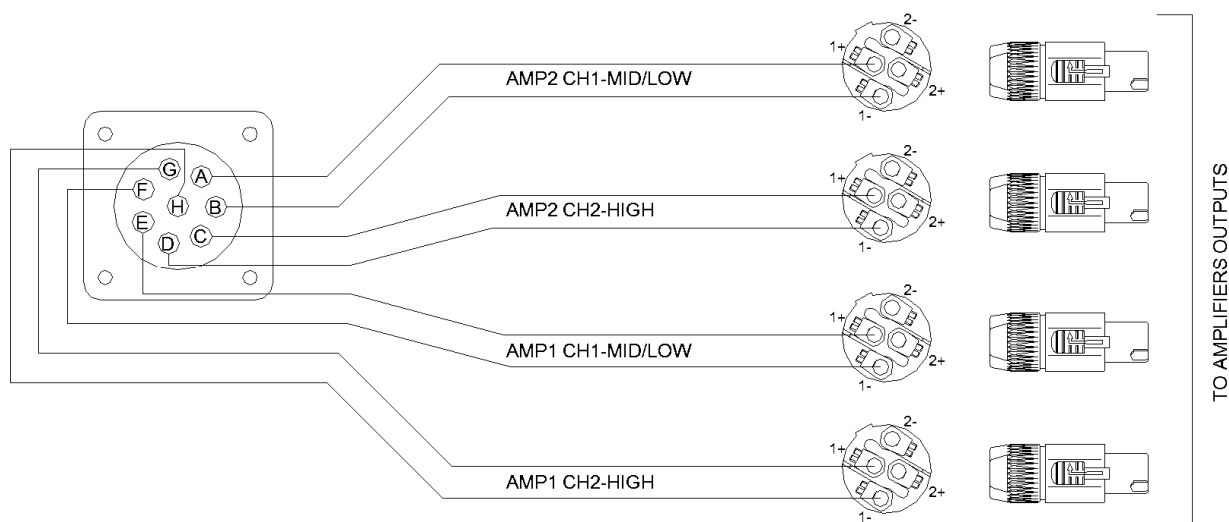 G
A
F
H
B
E
D
C
2-
1+
AMP2 CH1-MID/LOW
2+
1-
2-
1+
AMP2 CH2-HIGH
2+
1-
2-
1+
AMP1 CH1-MID/LOW
2+
1-
2-
1+
AMP1 CH2-HIGH
2+
1-
TO AMPLIFIERS OUTPUTS